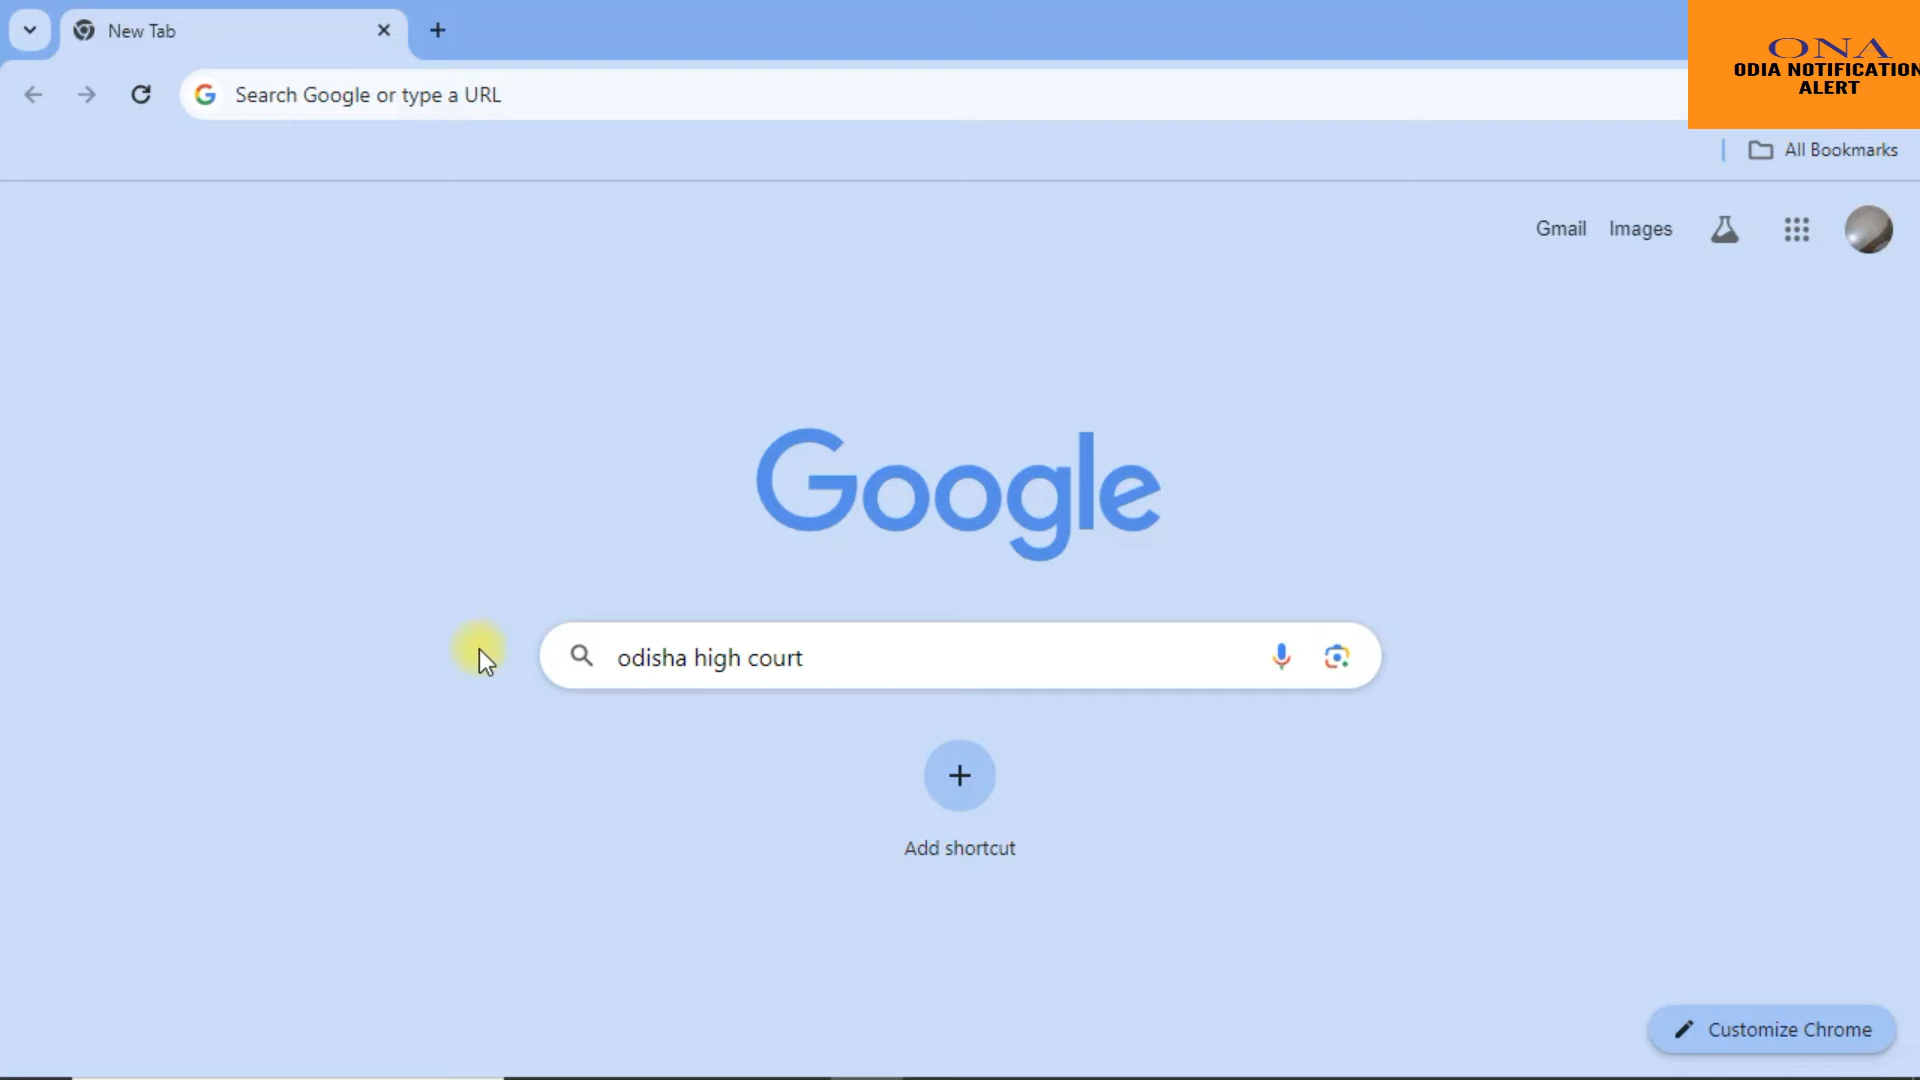 New Tab
Search Google or type a URL
ONA
ODIA NOTIFICATION
ALERT
All Bookmarks
Gmail Images
Google
odisha high court
Add shortcut
Customize Chrome